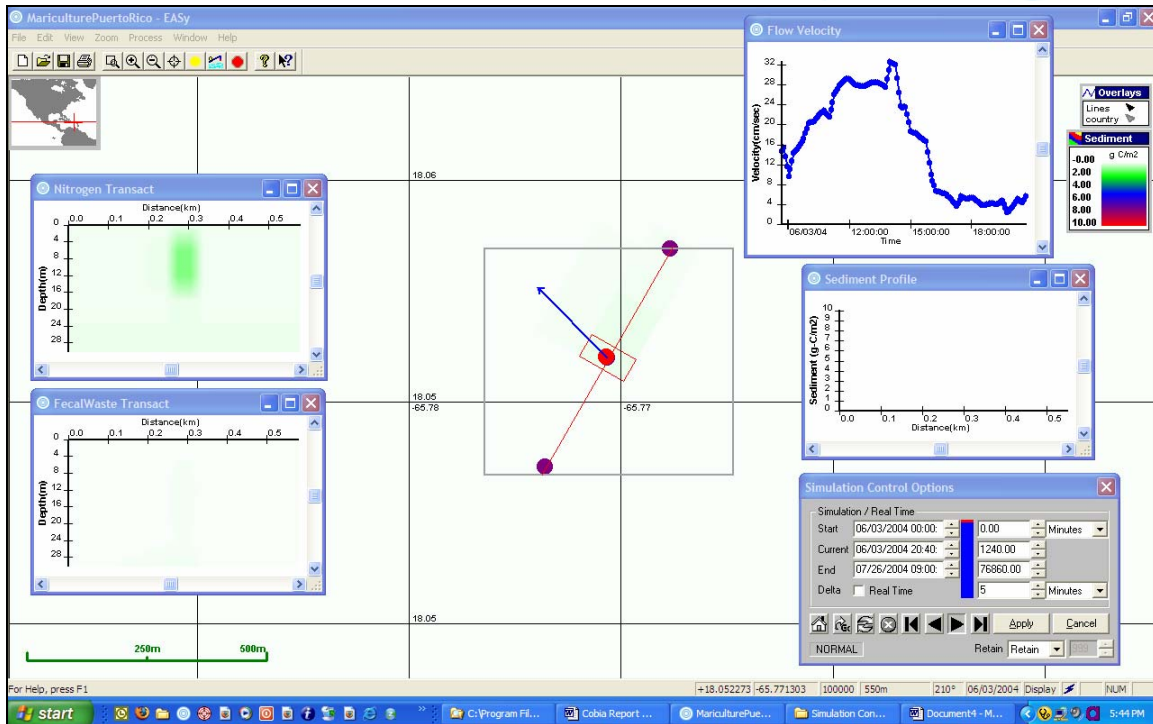 MariculturePuertoRico - EASy
File Edit View Zoom Process Window Help
Flow Velocity
Velocity(cm/sec)
32
28
24
20
16
12
8
4
0
06/03/04 12:00:00 15:00:00 18:00:00
Time
Overlays
Lines
country
Sediment
g C/m2
-0.00
2.00
4.00
6.00
8.00
10.00
Nitrogen Transact
Distance(km)
0.0 0.1 0.2 0.3 0.4 0.5
Depth(m)
0
4
8
12
16
20
24
28
FecalWaste Transact
Distance(km)
0.0 0.1 0.2 0.3 0.4 0.5
Depth(m)
0
4
8
12
16
20
24
28
18.06
18.05
-65.78
-65.77
18.05
250m 500m
Sediment Profile
Sediment (g-C/m2)
10
9
8
7
6
5
4
3
2
1
0
0.0 0.1 0.2 0.3 0.4 0.5
Distance(km)
Simulation Control Options
Simulation / Real Time
Start 06/03/2004 00:00: 0.00 Minutes
Current 06/03/2004 20:40: 1240.00
End 07/26/2004 09:00: 76860.00
Delta Real Time 5 Minutes
Apply Cancel
NORMAL Retain Retain 999
For Help, press F1
+18.052273 -65.771303 100000 550m 210° 06/03/2004 Display NUM
start
C:\Program Fil...
Cobia Report ...
MariculturePue...
Simulation Con...
Document4 - M...
5:44 PM